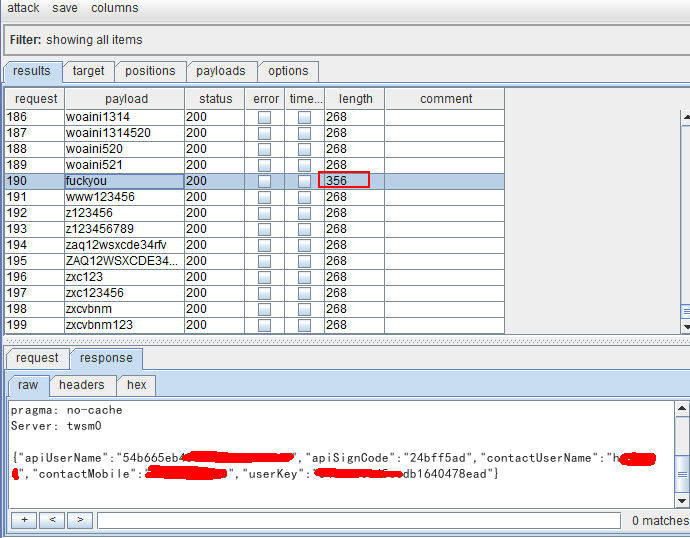 attack save columns
Filter: showing all items
results target positions payloads options
request payload status error time... length comment
186 woaini1314 200 268
187 woaini1314520 200 268
188 woaini520 200 268
189 woaini521 200 268
190 fuckyou 200 356
191 www123456 200 268
192 z123456 200 268
193 z123456789 200 268
194 zaq12wsxcde34rfv 200 268
195 ZAQ12WSXCDE34... 200 268
196 zxc123 200 268
197 zxc123456 200 268
198 zxcvbnm 200 268
199 zxcvbnm123 200 268
request response
raw headers hex
pragma: no-cache
Server: twsm0
{"apiUserName":"54b665eb4 ","apiSignCode":"24bff5ad","contactUserName":"h
","contactMobile": ","userKey":" db1640478ead"}
+ < > 0 matches